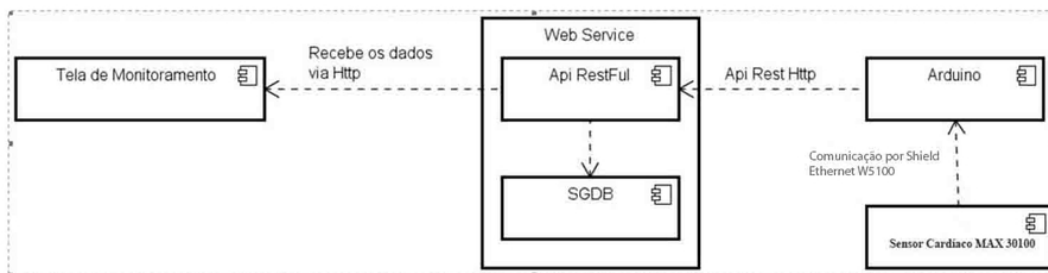 Web Service
Recebe os dados
via Http
Tela de Monitoramento
Api RestFul
Api Rest Http
Arduino
Comunicação por Shield
Ethernet W5100
SGDB
Sensor Cardíaco MAX 30100